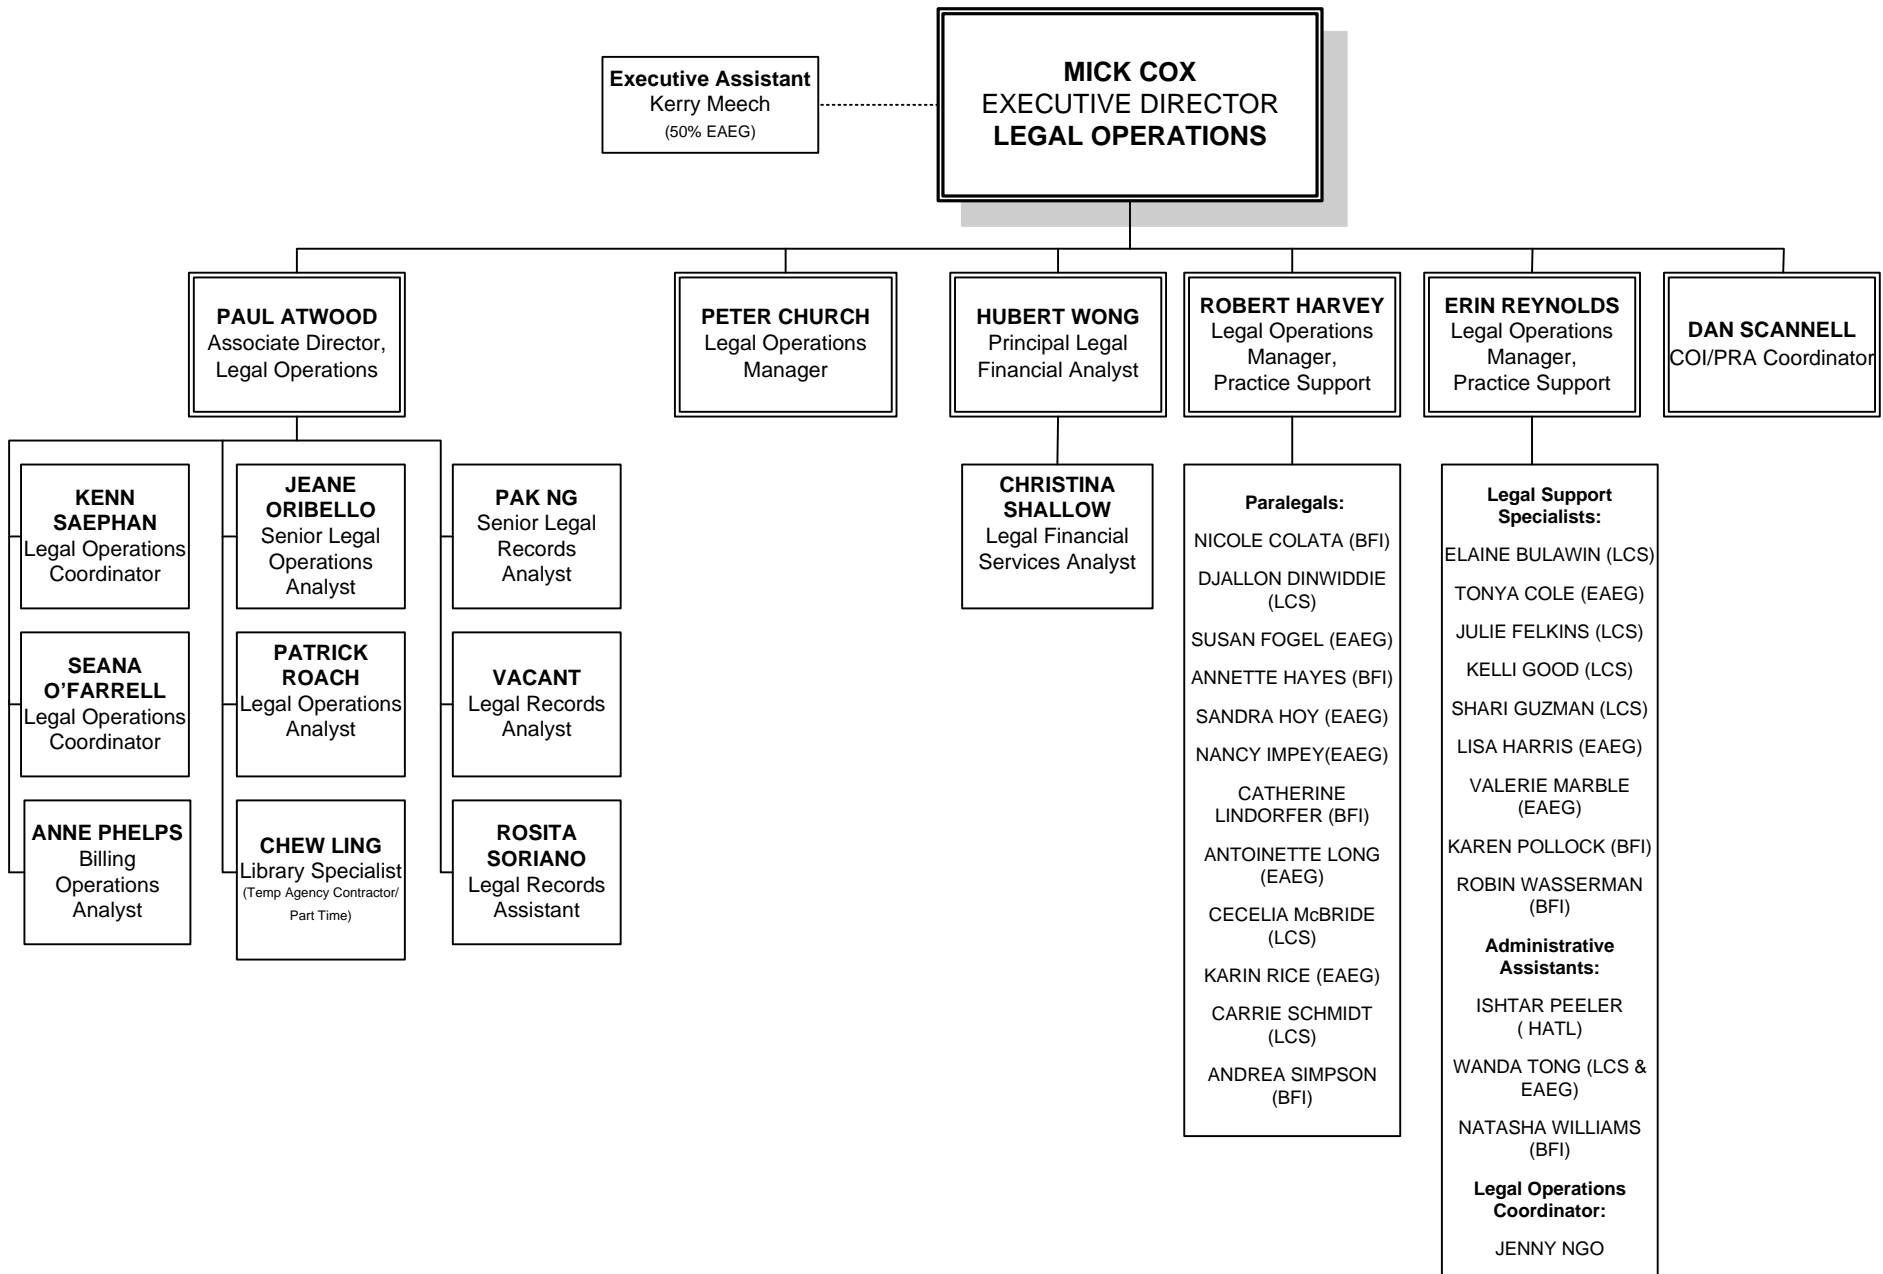 MICK COX
EXECUTIVE DIRECTOR
LEGAL OPERATIONS
Executive Assistant
Kerry Meech
(50% EAEG)
PAUL ATWOOD
Associate Director,
Legal Operations
PETER CHURCH
Legal Operations
Manager
HUBERT WONG
Principal Legal
Financial Analyst
ROBERT HARVEY
Legal Operations
Manager,
Practice Support
ERIN REYNOLDS
Legal Operations
Manager,
Practice Support
DAN SCANNELL
COI/PRA Coordinator
KENN
SAEPHAN
Legal Operations
Coordinator
SEANA
O’FARRELL
Legal Operations
Coordinator
ANNE PHELPS
Billing
Operations
Analyst
JEANE
ORIBELLO
Senior Legal
Operations
Analyst
PATRICK
ROACH
Legal Operations
Analyst
CHEW LING
Library Specialist
(Temp Agency Contractor/
Part Time)
PAK NG
Senior Legal
Records
Analyst
VACANT
Legal Records
Analyst
ROSITA
SORIANO
Legal Records
Assistant
CHRISTINA
SHALLOW
Legal Financial
Services Analyst
Paralegals:
NICOLE COLATA (BFI)
DJALLON DINWIDDIE
(LCS)
SUSAN FOGEL (EAEG)
ANNETTE HAYES (BFI)
SANDRA HOY (EAEG)
NANCY IMPEY(EAEG)
CATHERINE
LINDORFER (BFI)
ANTOINETTE LONG
(EAEG)
CECELIA McBRIDE
(LCS)
KARIN RICE (EAEG)
CARRIE SCHMIDT
(LCS)
ANDREA SIMPSON
(BFI)
Legal Support
Specialists:
ELAINE BULAWIN (LCS)
TONYA COLE (EAEG)
JULIE FELKINS (LCS)
KELLI GOOD (LCS)
SHARI GUZMAN (LCS)
LISA HARRIS (EAEG)
VALERIE MARBLE
(EAEG)
KAREN POLLOCK (BFI)
ROBIN WASSERMAN
(BFI)
Administrative
Assistants:
ISHTAR PEELER
( HATL)
WANDA TONG (LCS &
EAEG)
NATASHA WILLIAMS
(BFI)
Legal Operations
Coordinator:
JENNY NGO